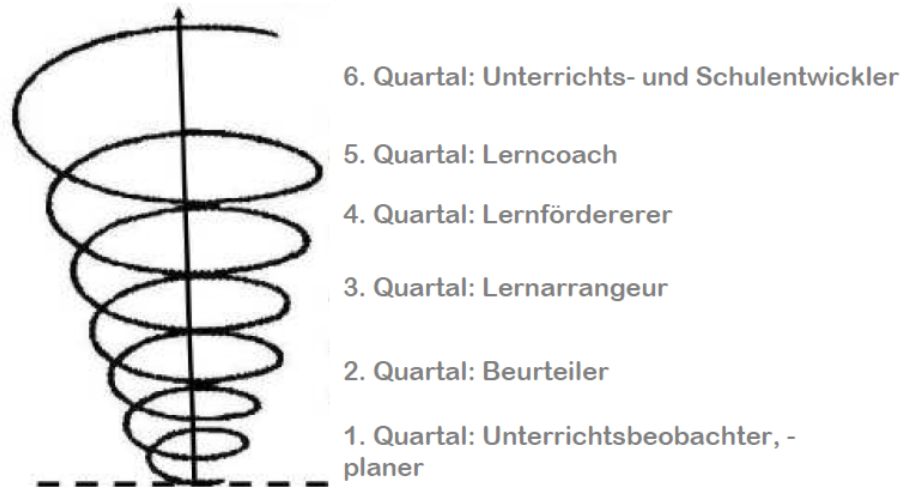 6. Quartal: Unterrichts- und Schulentwickler
5. Quartal: Lerncoach
4. Quartal: Lernfördererer
3. Quartal: Lernarrangeur
2. Quartal: Beurteiler
1. Quartal: Unterrichtsbeobachter, -
planer